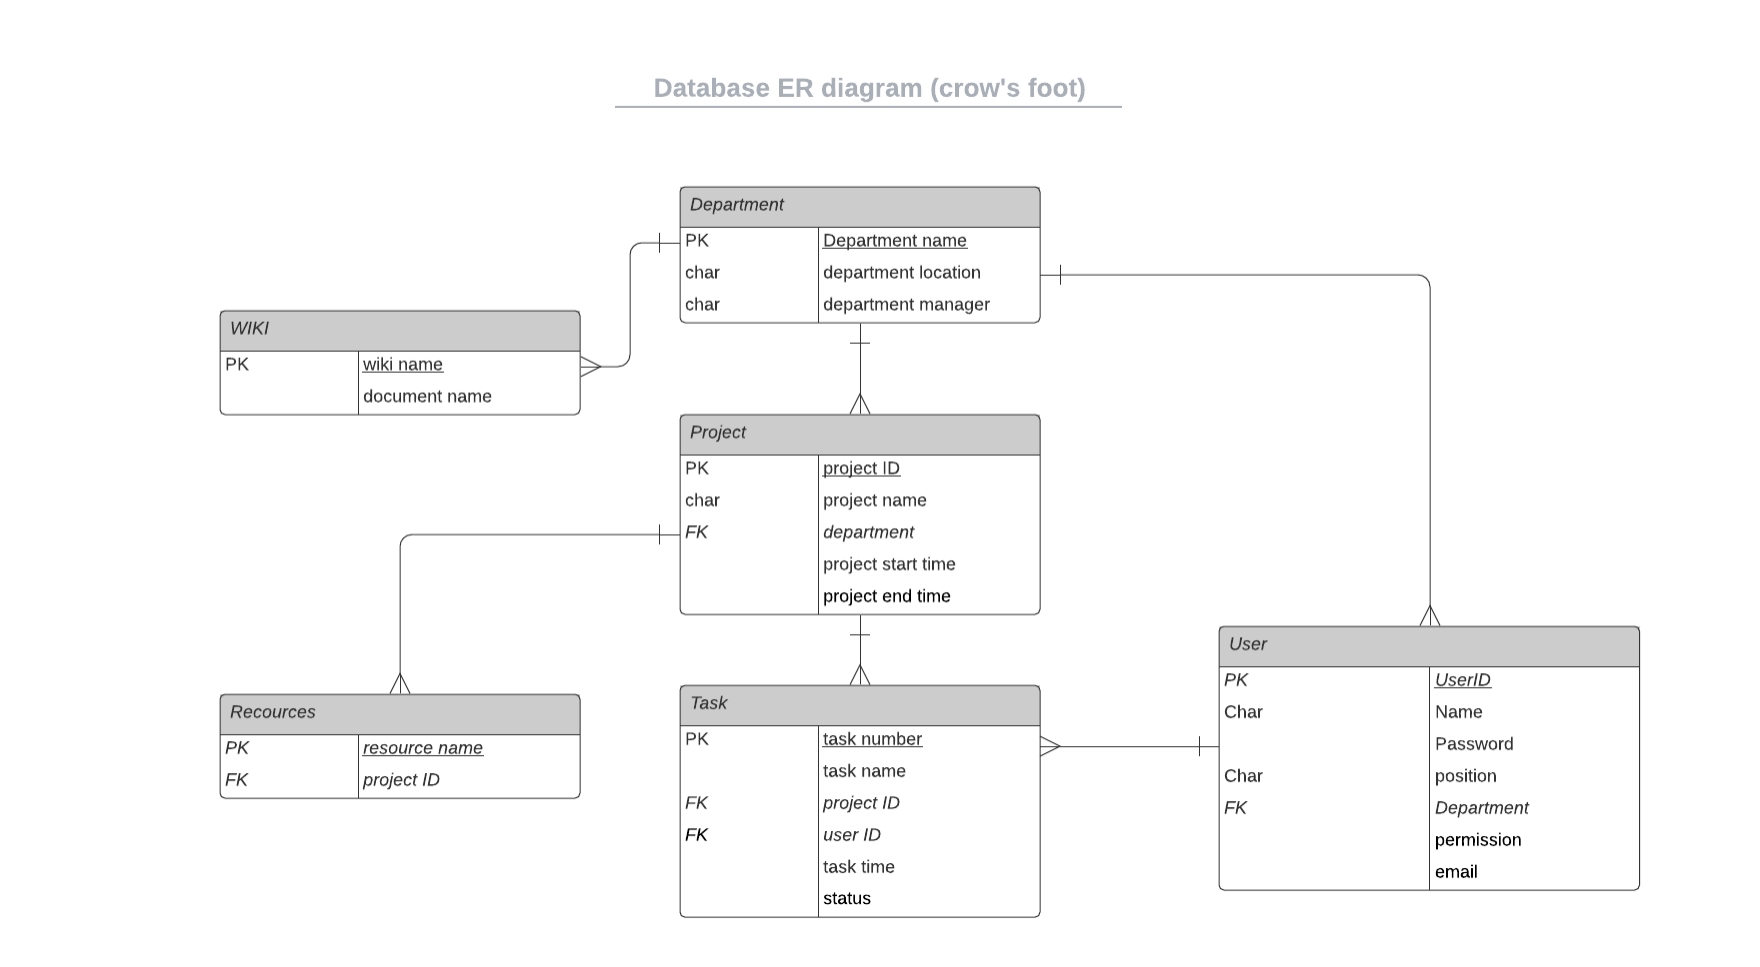 Database ER diagram (crow's foot)
Department
PK Department name
char department location
char department manager
WIKI
PK wiki name
document name
Project
PK project ID
char project name
FK department
project start time
project end time
Recources
PK resource name
FK project ID
Task
PK task number
task name
FK project ID
FK user ID
task time
status
User
PK UserID
Char Name
Password
Char position
FK Department
permission
email